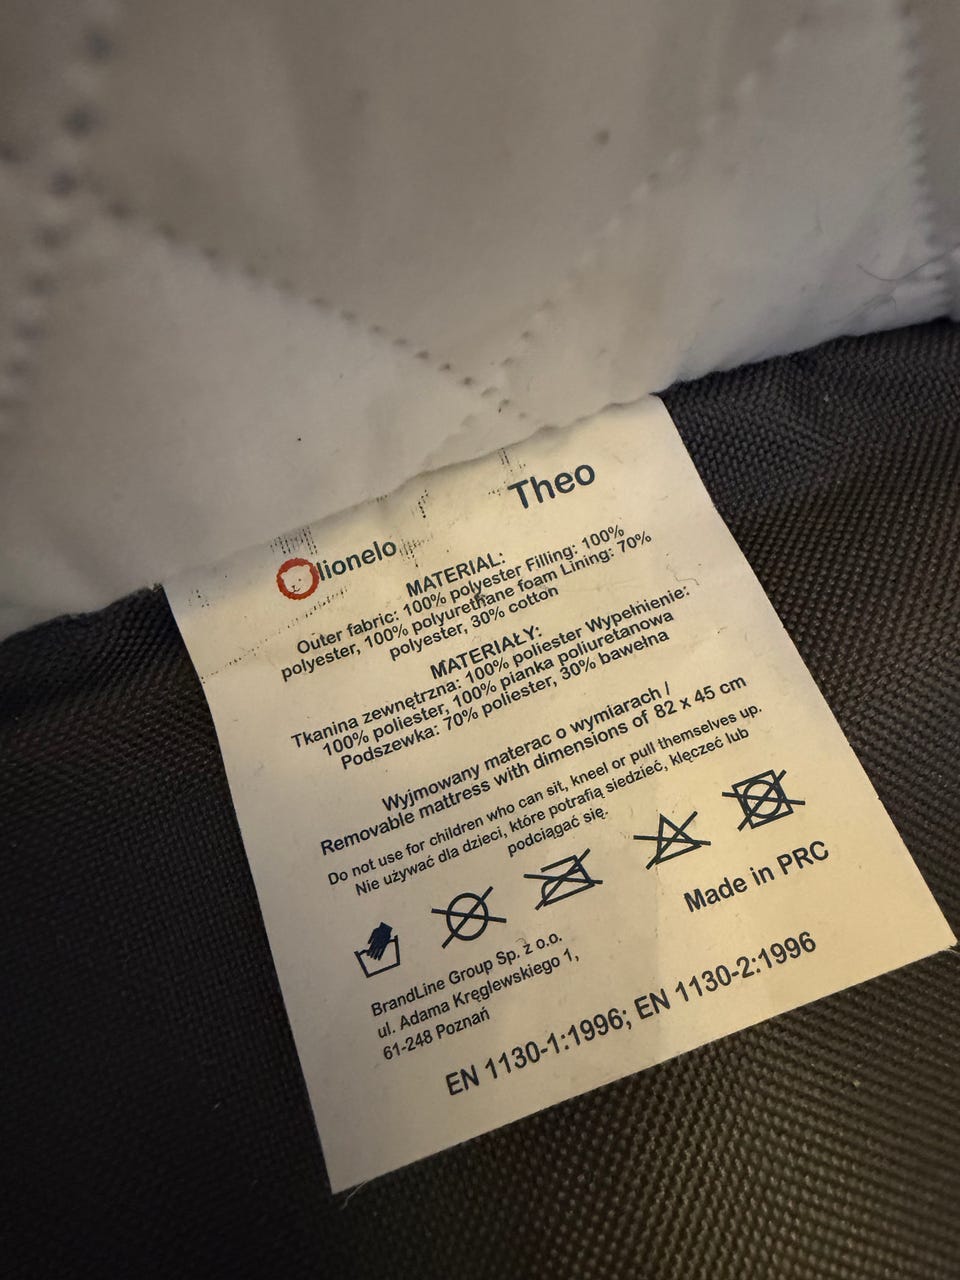 Theo
lionelo
MATERIAL:
Outer fabric: 100% polyester Filling: 100%
polyester, 100% polyurethane foam Lining: 70%
polyester, 30% cotton
MATERIAŁY:
Tkanina zewnętrzna: 100% poliester Wypełnienie:
100% poliester, 100% pianka poliuretanowa
Podszewka: 70% poliester, 30% bawełna
Wyjmowany materac o wymiarach /
Removable mattress with dimensions of 82 x 45 cm
Do not use for children who can sit, kneel or pull themselves up.
Nie używać dla dzieci, które potrafią siedzieć, klęczeć lub
podciągać się.
Made in PRC
BrandLine Group Sp. z o.o.
ul. Adama Kręglewskiego 1,
61-248 Poznań
EN 1130-1:1996; EN 1130-2:1996